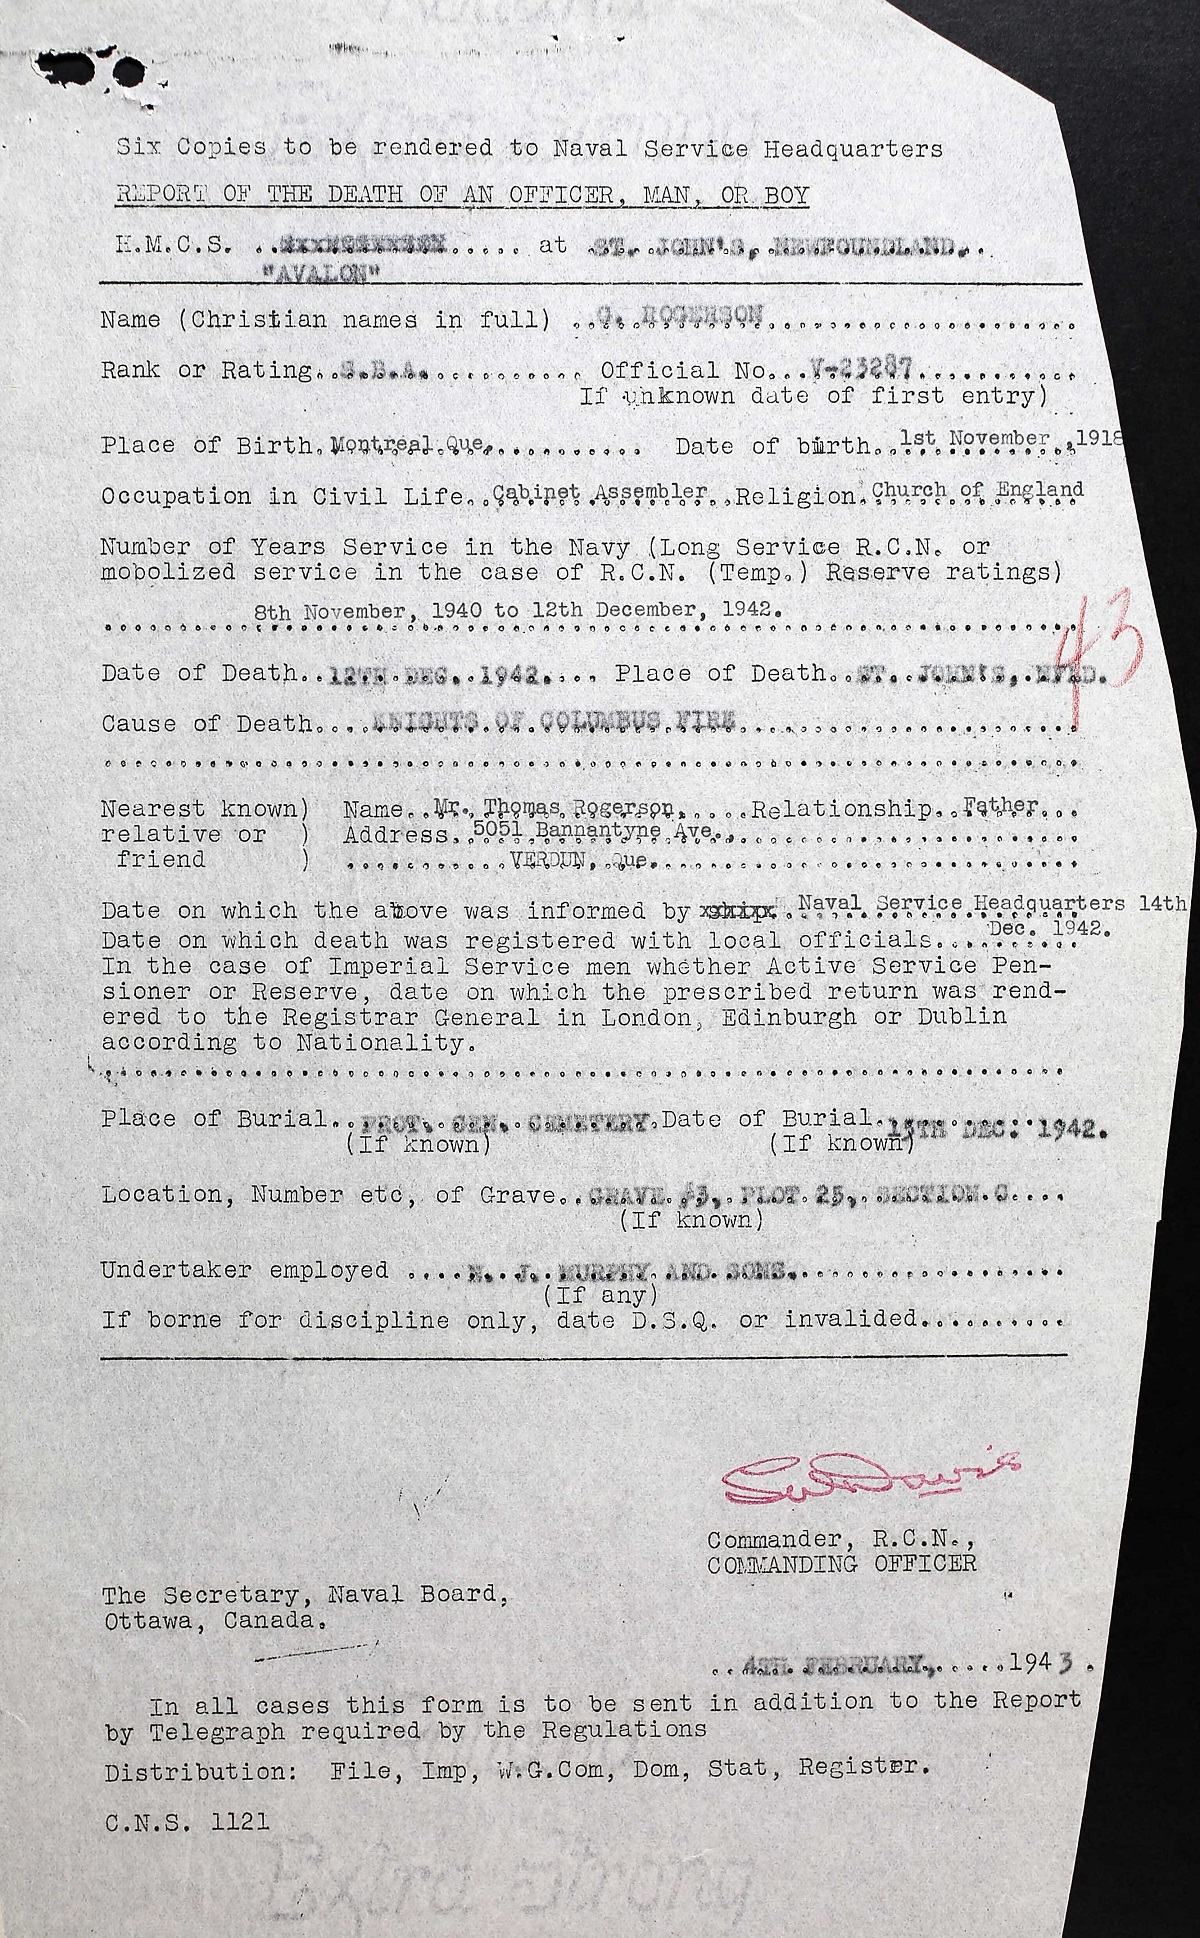 Six Copies to be rendered to Naval Service Headquarters
REPORT OF THE DEATH OF AN OFFICER, MAN, OR BOY
H.M.C.S. ........ at ST. JOHN'S, NEWFOUNDLAND...
"AVALON"
Name (Christian names in full) ..G. ROGERSON......................
Rank or Rating..S.B.A........... Official No...V-23287...........
If unknown date of first entry)
Place of Birth.Montreal Que........... Date of birth..1st November, 1918
Occupation in Civil Life..Cabinet Assembler..Religion.Church of England
Number of Years Service in the Navy (Long Service R.C.N. or
mobolized service in the case of R.C.N. (Temp.) Reserve ratings)
8th November, 1940 to 12th December, 1942.
43
Date of Death..12TH DEC. 1942.... Place of Death..ST. JOHN'S, NFLD.
Cause of Death....KNIGHTS OF COLUMBUS FIRE.......................
Nearest known) Name..Mr. Thomas Rogerson.....Relationship..Father...
relative or ) Address..5051 Bannantyne Ave........................
friend ) ...........VERDUN, Que............................
Date on which the above was informed by xxshipx..Naval Service Headquarters 14th
Dec. 1942.
Date on which death was registered with local officials..........
In the case of Imperial Service men whether Active Service Pen-
sioner or Reserve, date on which the prescribed return was rend-
ered to the Registrar General in London, Edinburgh or Dublin
according to Nationality.
Place of Burial..PROT. GEN. CEMETERY.Date of Burial.15TH DEC. 1942.
(If known) (If known)
Location, Number etc, of Grave..GRAVE #3, PLOT 25, SECTION C....
(If known)
Undertaker employed ....N. J. MURPHY AND SONS...................
(If any)
If borne for discipline only, date D.S.Q. or invalided..........
Davis
Commander, R.C.N.,
COMMANDING OFFICER
The Secretary, Naval Board,
Ottawa, Canada.
..4TH FEBRUARY,.....1943.
In all cases this form is to be sent in addition to the Report
by Telegraph required by the Regulations
Distribution: File, Imp, W.G.Com, Dom, Stat, Register.
C.N.S. 1121
Extra Strong